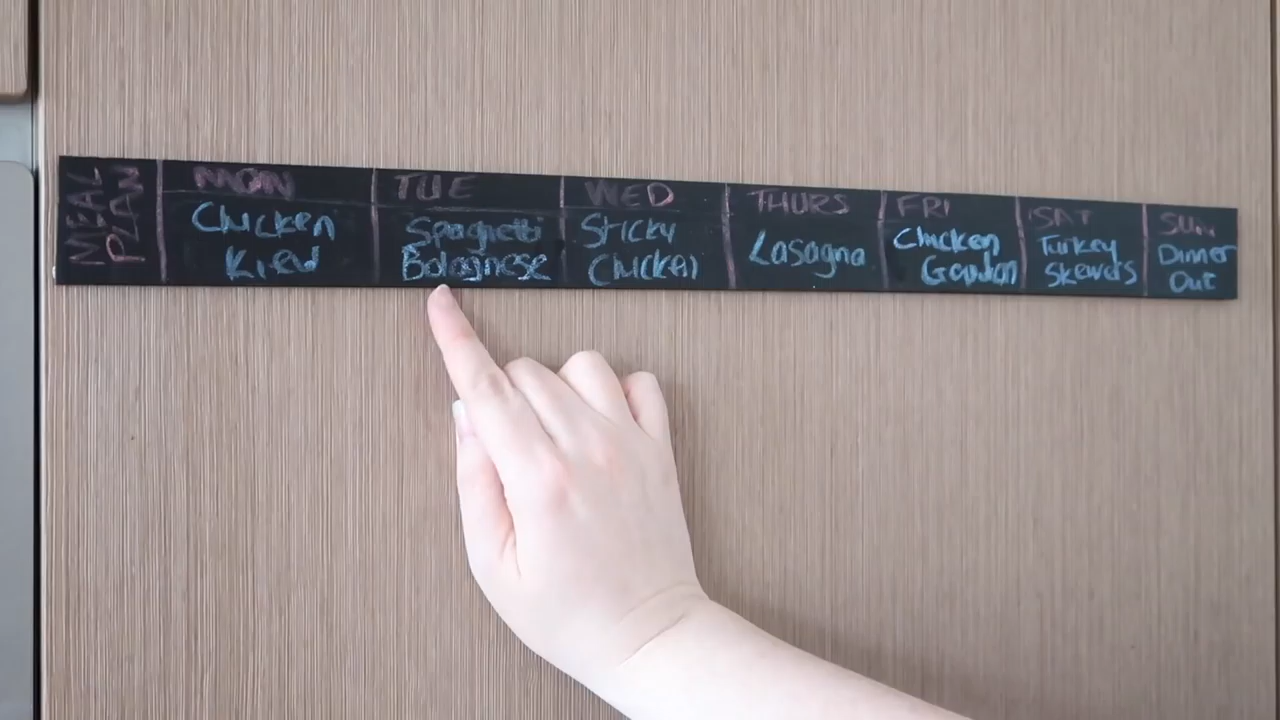 MEAL
PLAN
MON
Chicken
Kiev
TUE
Spaghetti
Bolognese
WED
Sticky
Chicken
THURS
Lasagna
FRI
Chicken
Goujon
SAT
Turkey
Skewers
SUN
Dinner
Out